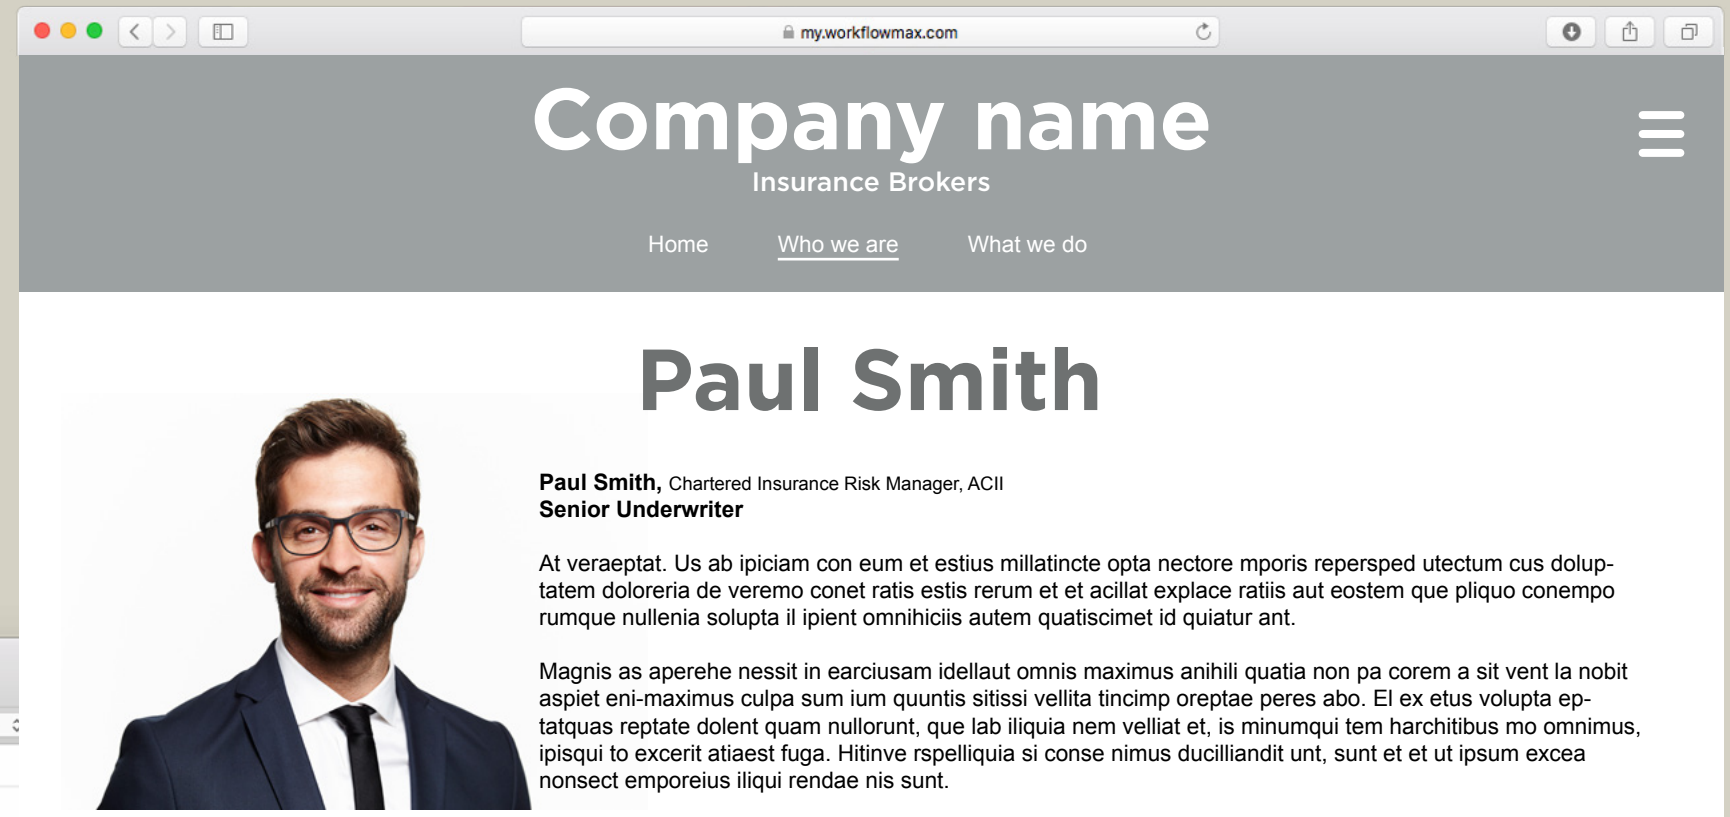 my.workflowmax.com
Company name
Insurance Brokers
Home Who we are What we do
Paul Smith
Paul Smith, Chartered Insurance Risk Manager, ACII
Senior Underwriter
At veraeptat. Us ab ipiciam con eum et estius millatincte opta nectore mporis repersped utectum cus dolup-
tatem doloreria de veremo conet ratis estis rerum et et acillat explace ratiis aut eostem que pliquo conempo
rumque nullenia solupta il ipient omnihiciis autem quatiscimet id quiatur ant.
Magnis as aperehe nessit in earciusam idellaut omnis maximus anihili quatia non pa corem a sit vent la nobit
aspiet eni-maximus culpa sum ium quuntis sitissi vellita tincimp oreptae peres abo. El ex etus volupta ep-
tatquas reptate dolent quam nullorunt, que lab iliquia nem velliat et, is minumqui tem harchitibus mo omnimus,
ipisqui to excerit atiaest fuga. Hitinve rspelliquia si conse nimus ducilliandit unt, sunt et et ut ipsum excea
nonsect emporeius iliqui rendae nis sunt.